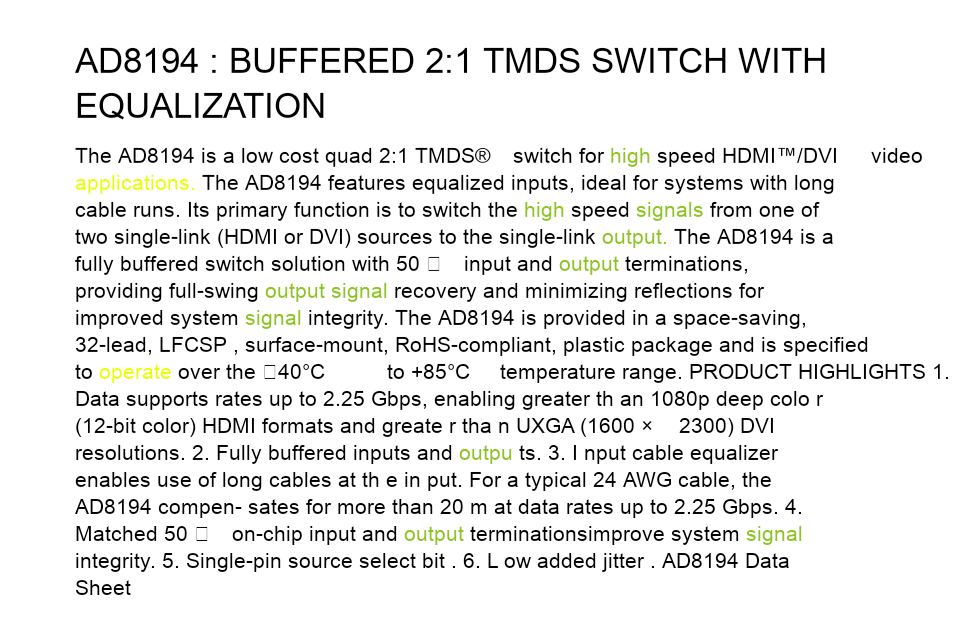 AD8194 : BUFFERED 2:1 TMDS SWITCH WITH
EQUALIZATION
The AD8194 is a low cost quad 2:1 TMDS® switch for high speed HDMI™/DVI video
applications. The AD8194 features equalized inputs, ideal for systems with long
cable runs. Its primary function is to switch the high speed signals from one of
two single-link (HDMI or DVI) sources to the single-link output. The AD8194 is a
fully buffered switch solution with 50 □ input and output terminations,
providing full-swing output signal recovery and minimizing reflections for
improved system signal integrity. The AD8194 is provided in a space-saving,
32-lead, LFCSP , surface-mount, RoHS-compliant, plastic package and is specified
to operate over the □40°C to +85°C temperature range. PRODUCT HIGHLIGHTS 1.
Data supports rates up to 2.25 Gbps, enabling greater th an 1080p deep colo r
(12-bit color) HDMI formats and greate r tha n UXGA (1600 × 2300) DVI
resolutions. 2. Fully buffered inputs and outpu ts. 3. I nput cable equalizer
enables use of long cables at th e in put. For a typical 24 AWG cable, the
AD8194 compen- sates for more than 20 m at data rates up to 2.25 Gbps. 4.
Matched 50 □ on-chip input and output terminationsimprove system signal
integrity. 5. Single-pin source select bit . 6. L ow added jitter . AD8194 Data
Sheet